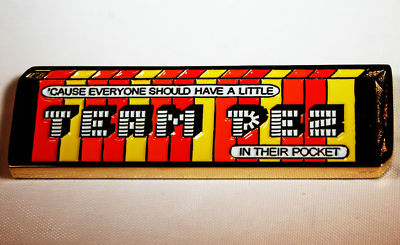 'CAUSE EVERYONE SHOULD HAVE A LITTLE
TEAM PEZ
IN THEIR POCKET